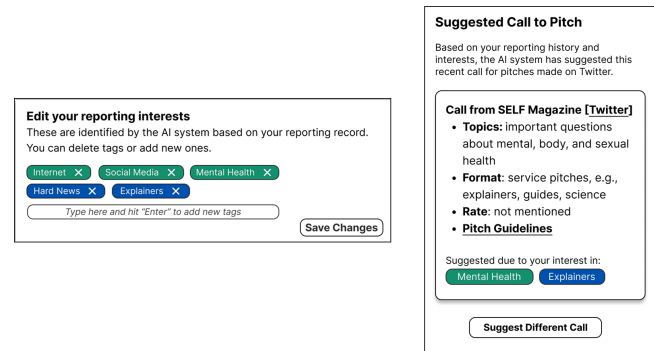 Edit your reporting interests
These are identified by the AI system based on your reporting record.
You can delete tags or add new ones.
Internet X Social Media X Mental Health X
Hard News X Explainers X
Type here and hit “Enter” to add new tags
Save Changes
Suggested Call to Pitch
Based on your reporting history and
interests, the AI system has suggested this
recent call for pitches made on Twitter.
Call from SELF Magazine [Twitter]
• Topics: important questions
about mental, body, and sexual
health
• Format: service pitches, e.g.,
explainers, guides, science
• Rate: not mentioned
• Pitch Guidelines
Suggested due to your interest in:
Mental Health Explainers
Suggest Different Call